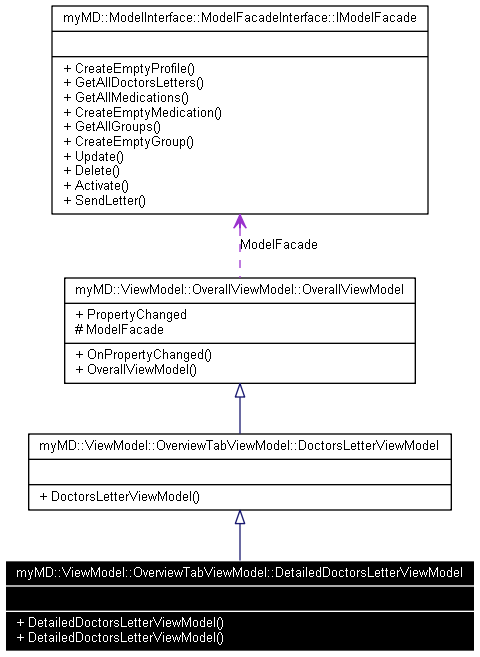 myMD::ModelInterface::ModelFacadeInterface::IModelFacade
+ CreateEmptyProfile()
+ GetAllDoctorsLetters()
+ GetAllMedications()
+ CreateEmptyMedication()
+ GetAllGroups()
+ CreateEmptyGroup()
+ Update()
+ Delete()
+ Activate()
+ SendLetter()
ModelFacade
myMD::ViewModel::OverallViewModel::OverallViewModel
+ PropertyChanged
# ModelFacade
+ OnPropertyChanged()
+ OverallViewModel()
myMD::ViewModel::OverviewTabViewModel::DoctorsLetterViewModel
+ DoctorsLetterViewModel()
myMD::ViewModel::OverviewTabViewModel::DetailedDoctorsLetterViewModel
+ DetailedDoctorsLetterViewModel()
+ DetailedDoctorsLetterViewModel()